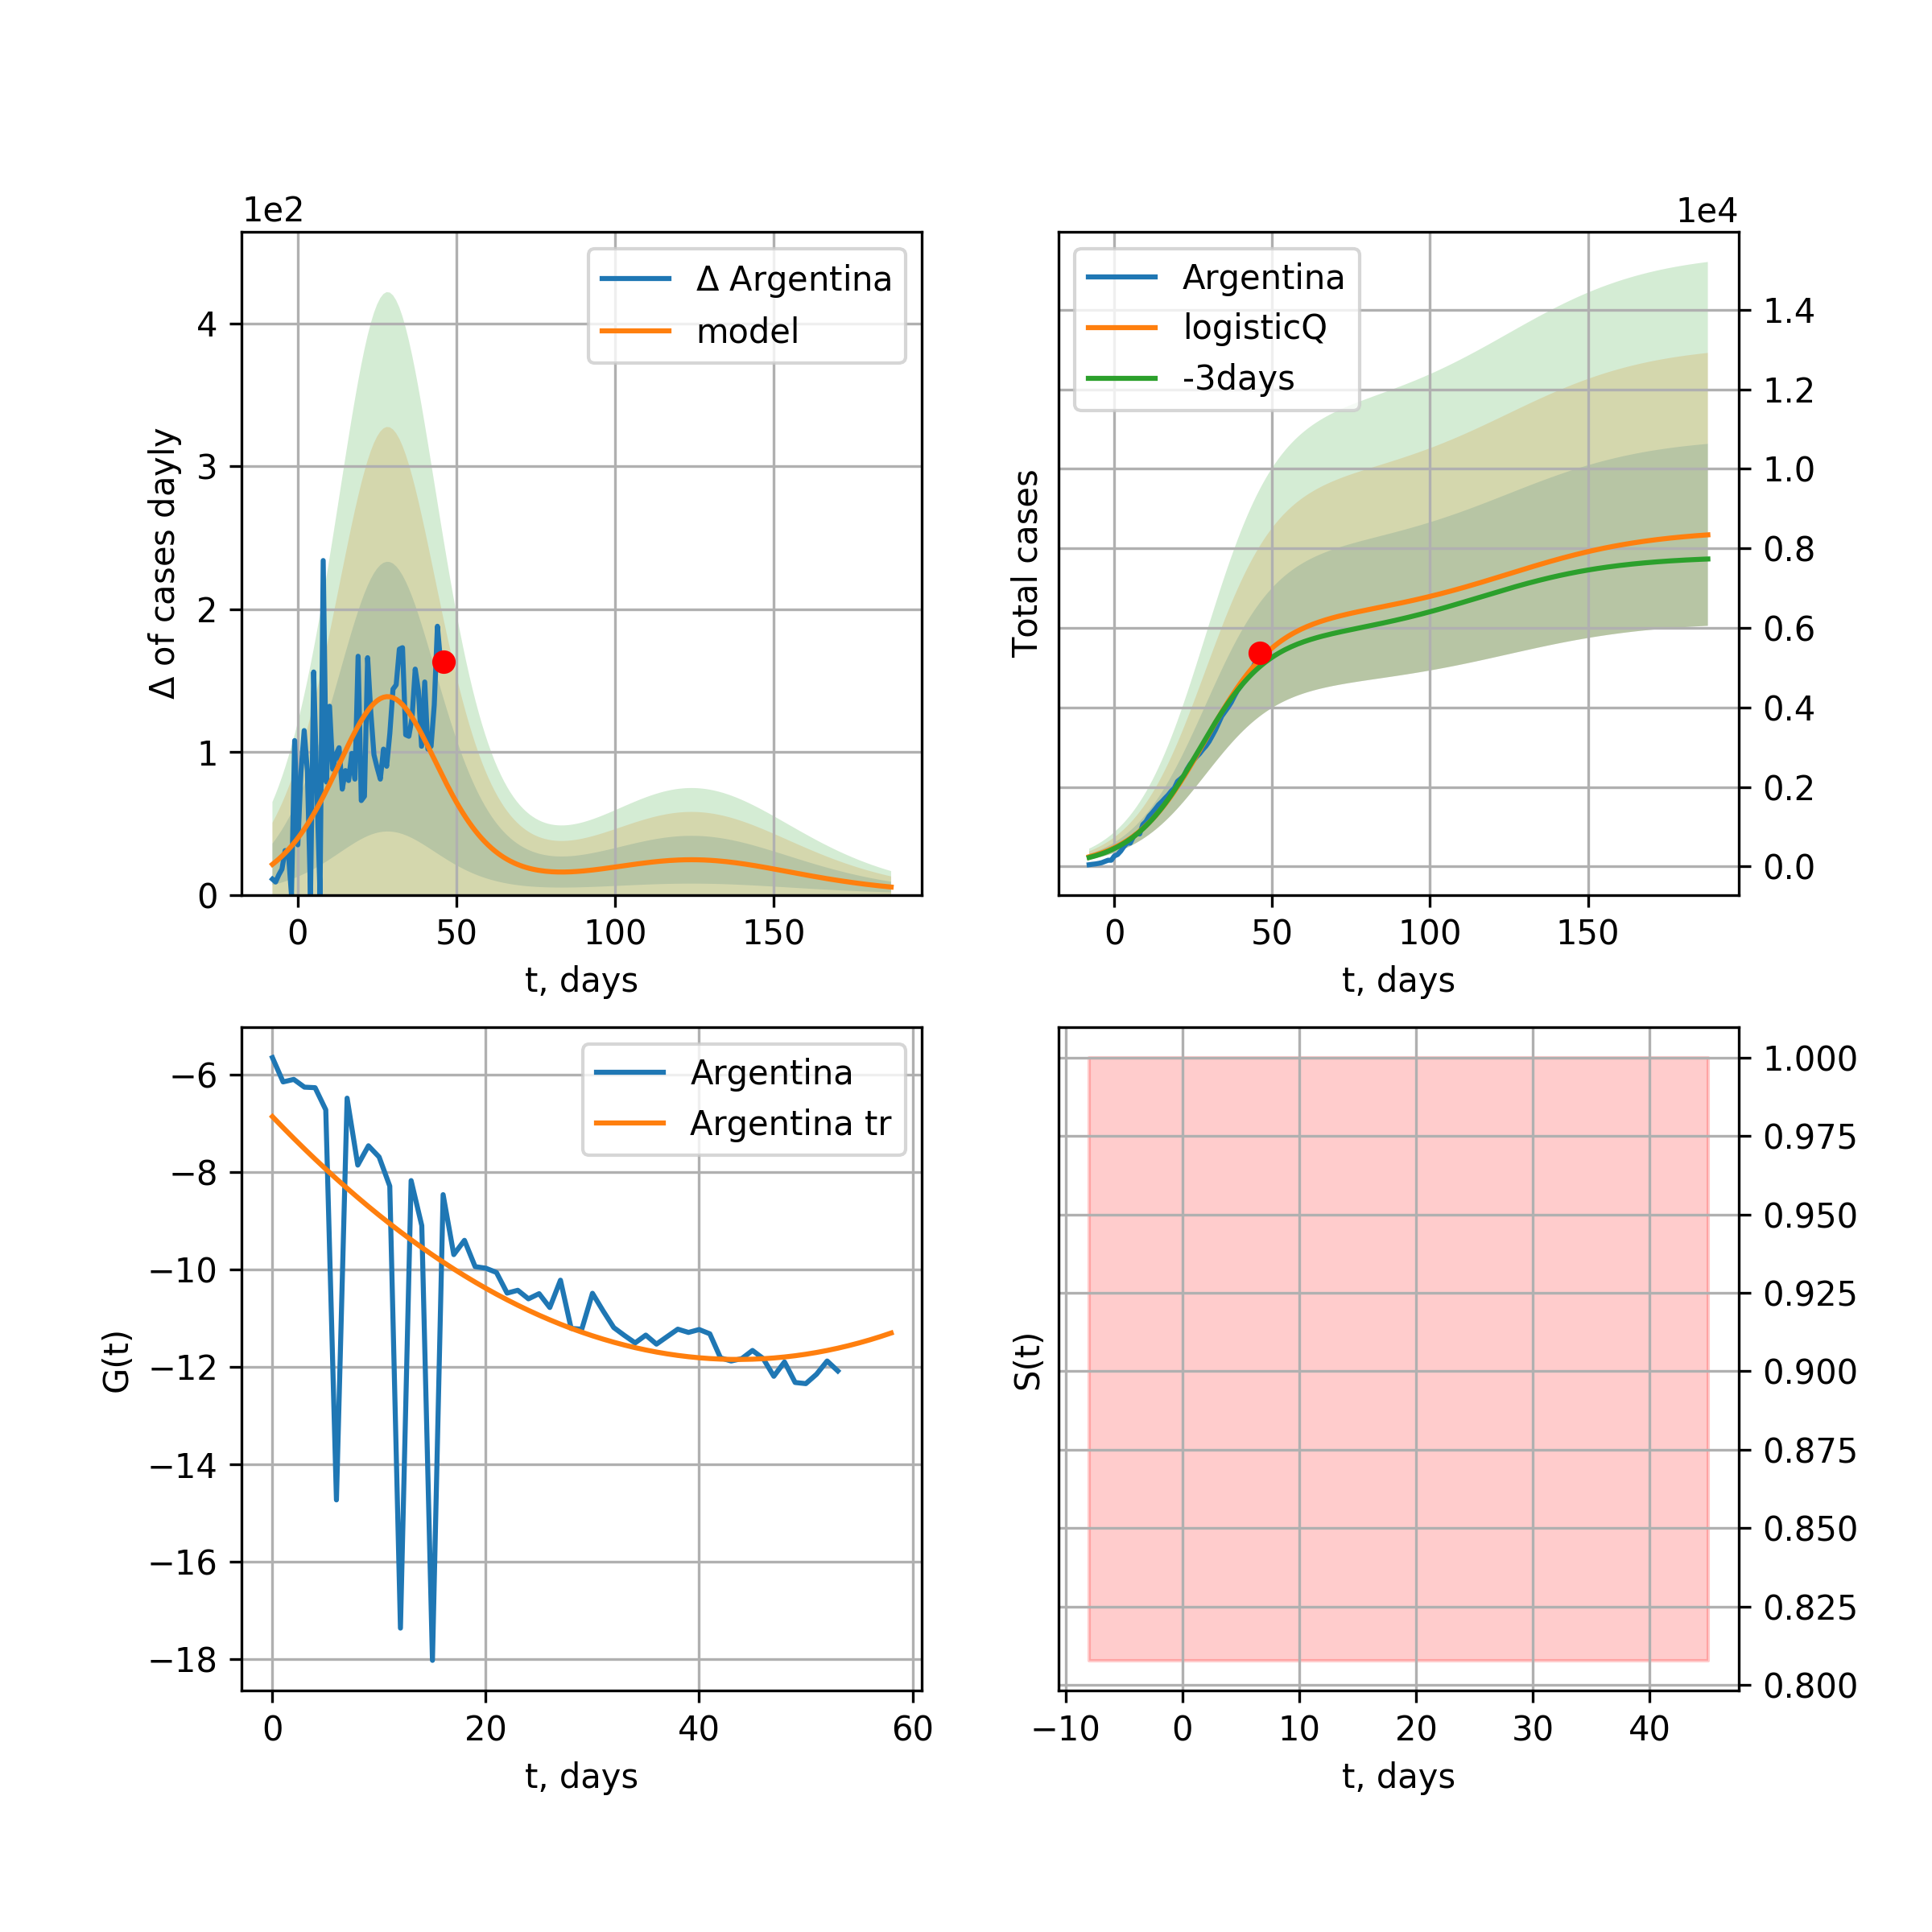 1e2
Δ of cases dayly
4
3
2
1
0
0 50 100 150
t, days
Δ Argentina
model
1e4
Total cases
1.4
1.2
1.0
0.8
0.6
0.4
0.2
0.0
0 50 100 150
t, days
Argentina
logisticQ
-3days
G(t)
−6
−8
−10
−12
−14
−16
−18
0 20 40 60
t, days
Argentina
Argentina tr
S(t)
1.000
0.975
0.950
0.925
0.900
0.875
0.850
0.825
0.800
−10 0 10 20 30 40
t, days